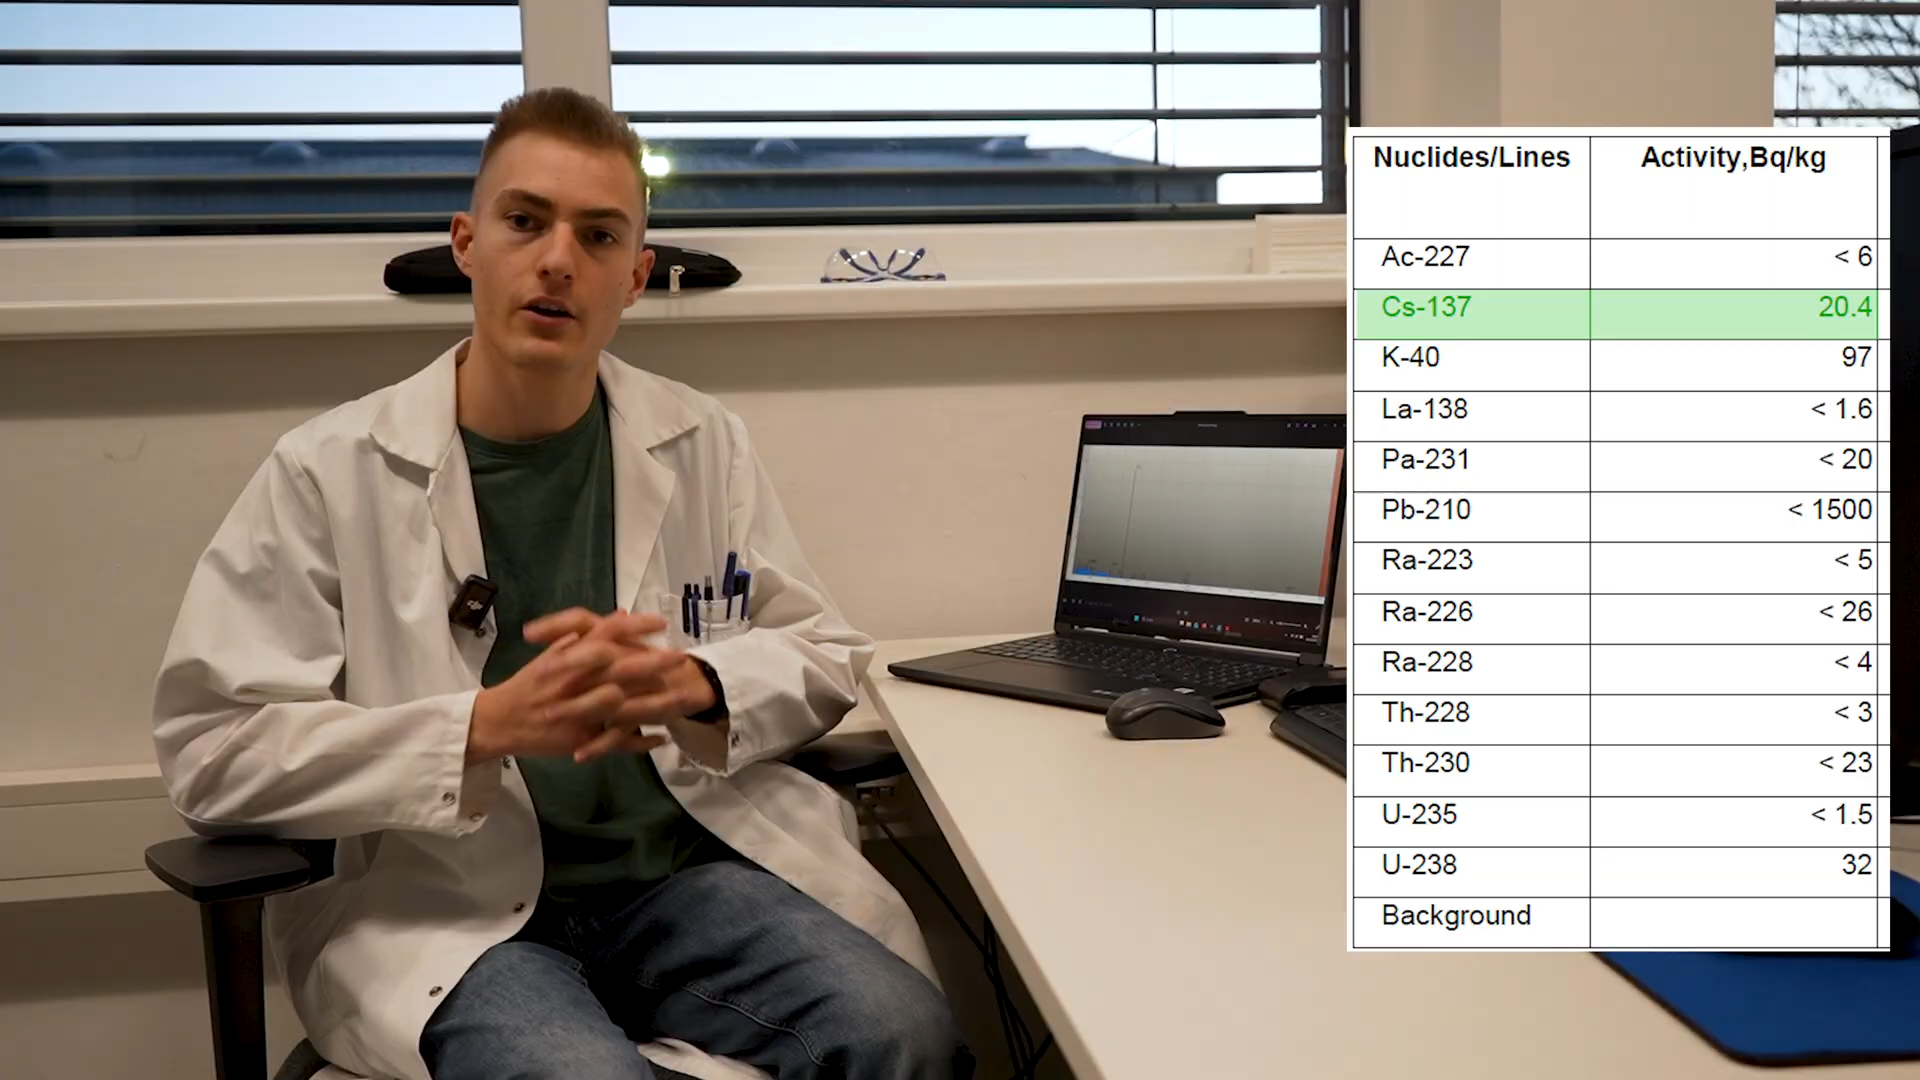 Nuclides/Lines Activity,Bq/kg
Ac-227 < 6
Cs-137 20.4
K-40 97
La-138 < 1.6
Pa-231 < 20
Pb-210 < 1500
Ra-223 < 5
Ra-226 < 26
Ra-228 < 4
Th-228 < 3
Th-230 < 23
U-235 < 1.5
U-238 32
Background